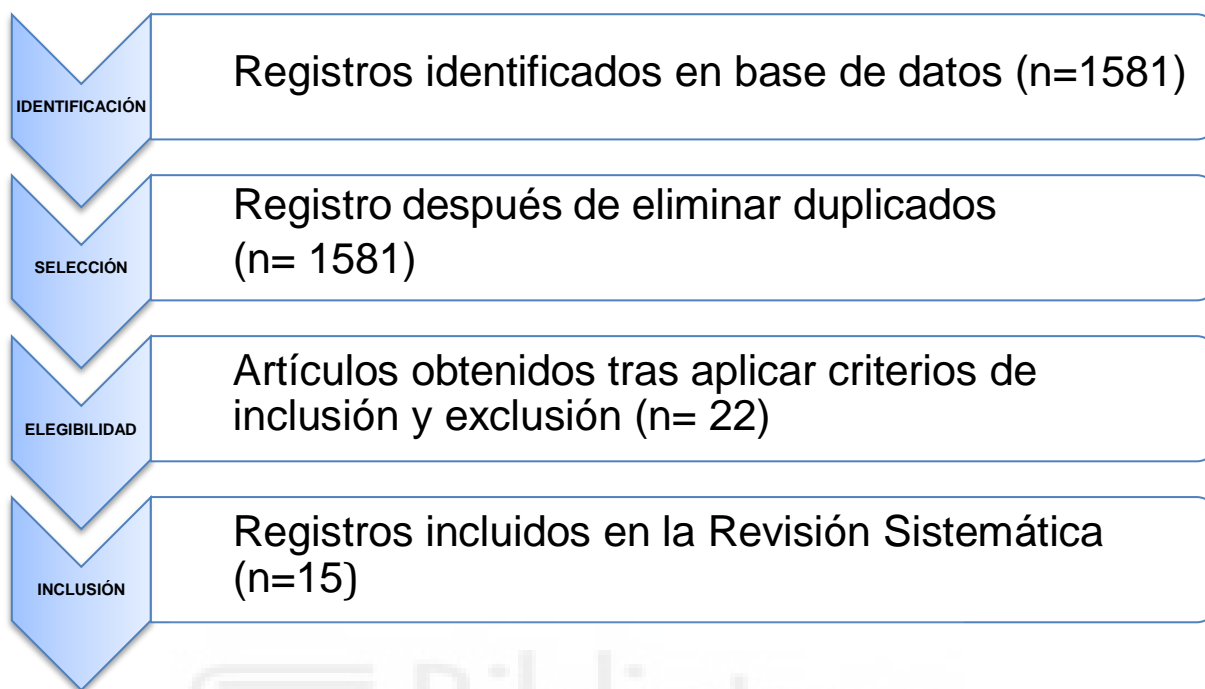 IDENTIFICACIÓN
Registros identificados en base de datos (n=1581)
SELECCIÓN
Registro después de eliminar duplicados
(n= 1581)
ELEGIBILIDAD
Artículos obtenidos tras aplicar criterios de
inclusión y exclusión (n= 22)
INCLUSIÓN
Registros incluidos en la Revisión Sistemática
(n=15)